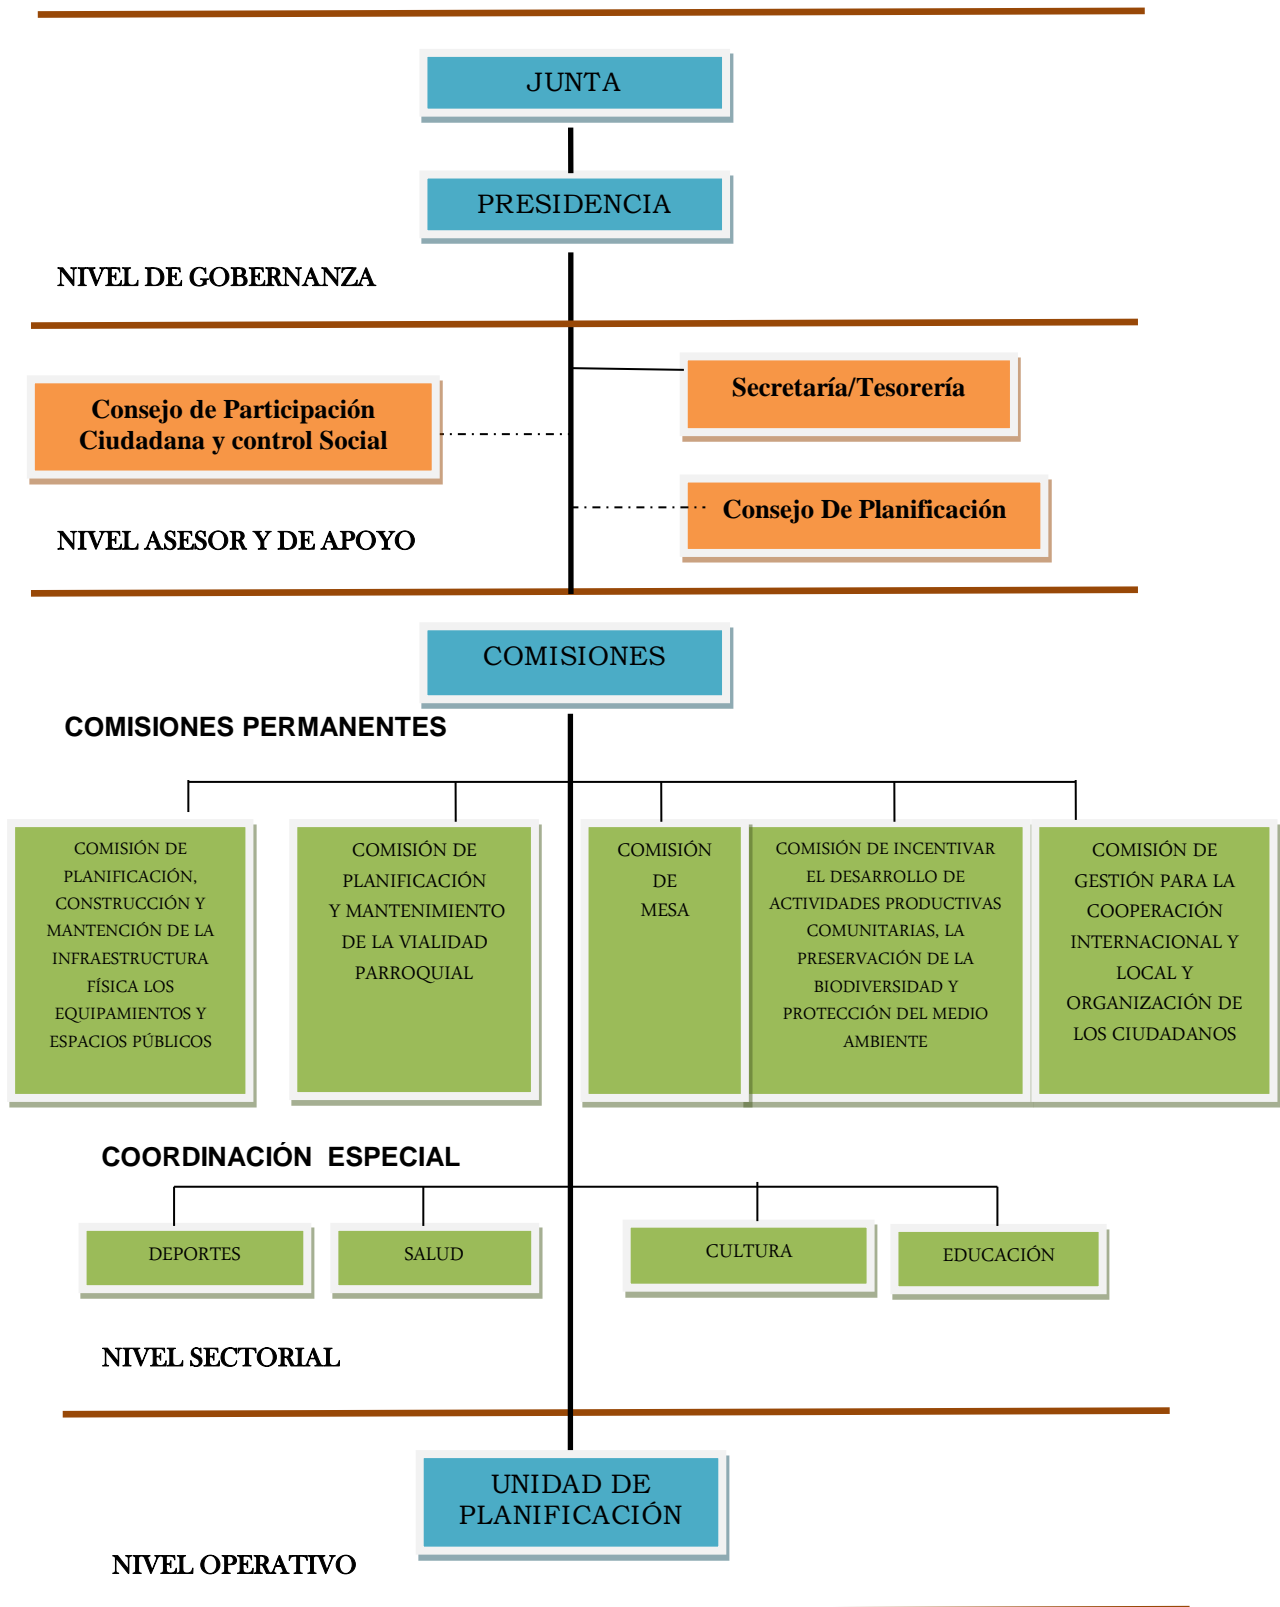 JUNTA
PRESIDENCIA
NIVEL DE GOBERNANZA
Secretaría/Tesorería
Consejo de Participación
Ciudadana y control Social
Consejo De Planificación
NIVEL ASESOR Y DE APOYO
COMISIONES
COMISIONES PERMANENTES
COMISIÓN DE
PLANIFICACIÓN,
CONSTRUCCIÓN Y
MANTENCIÓN DE LA
INFRAESTRUCTURA
FÍSICA LOS
EQUIPAMIENTOS Y
ESPACIOS PÚBLICOS
COMISIÓN DE
PLANIFICACIÓN
Y MANTENIMIENTO
DE LA VIALIDAD
PARROQUIAL
COMISIÓN
DE
MESA
COMISIÓN DE INCENTIVAR
EL DESARROLLO DE
ACTIVIDADES PRODUCTIVAS
COMUNITARIAS, LA
PRESERVACIÓN DE LA
BIODIVERSIDAD Y
PROTECCIÓN DEL MEDIO
AMBIENTE
COMISIÓN DE
GESTIÓN PARA LA
COOPERACIÓN
INTERNACIONAL Y
LOCAL Y
ORGANIZACIÓN DE
LOS CIUDADANOS
COORDINACIÓN  ESPECIAL
DEPORTES
SALUD
CULTURA
EDUCACIÓN
NIVEL SECTORIAL
UNIDAD DE
PLANIFICACIÓN
NIVEL OPERATIVO